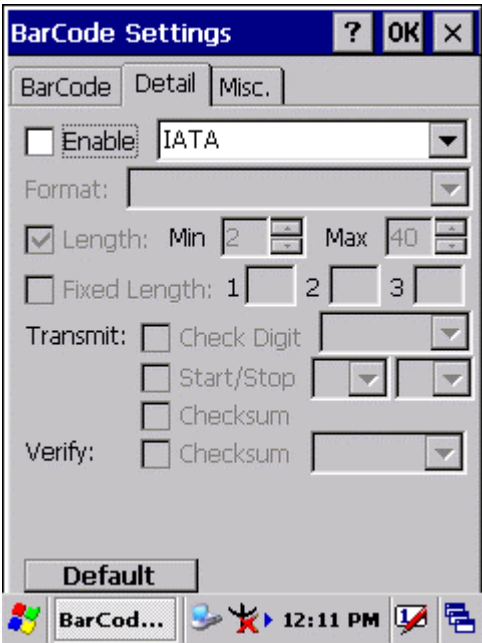 BarCode Settings ? OK ×
BarCode Detail Misc.
Enable IATA
Format:
Length: Min 2 Max 40
Fixed Length: 1 2 3
Transmit: Check Digit
Start/Stop
Checksum
Verify: Checksum
Default
BarCod... 12:11 PM 1